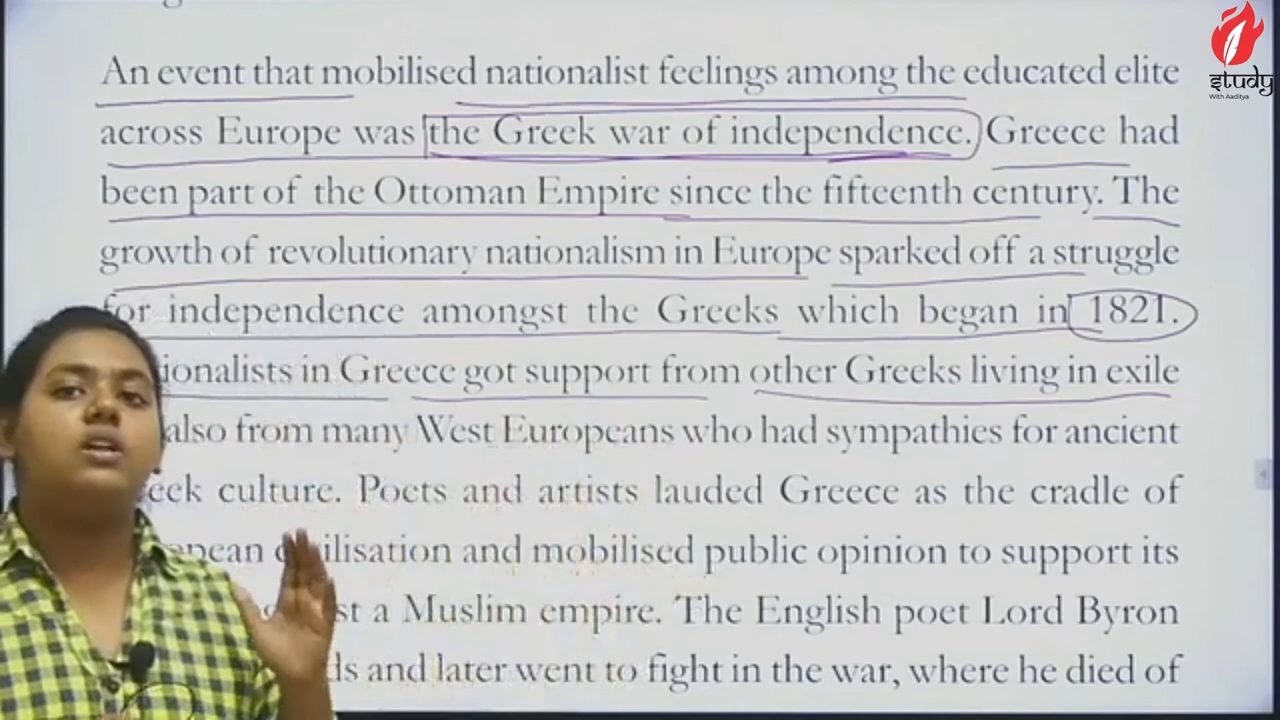 study
With Aaditya
An event that mobilised nationalist feelings among the educated elite
across Europe was the Greek war of independence. Greece had
been part of the Ottoman Empire since the fifteenth century. The
growth of revolutionary nationalism in Europe sparked off a struggle
for independence amongst the Greeks which began in 1821.
ionalists in Greece got support from other Greeks living in exile
also from many West Europeans who had sympathies for ancient
eek culture. Poets and artists lauded Greece as the cradle of
pean civilisation and mobilised public opinion to support its
st a Muslim empire. The English poet Lord Byron
ds and later went to fight in the war, where he died of